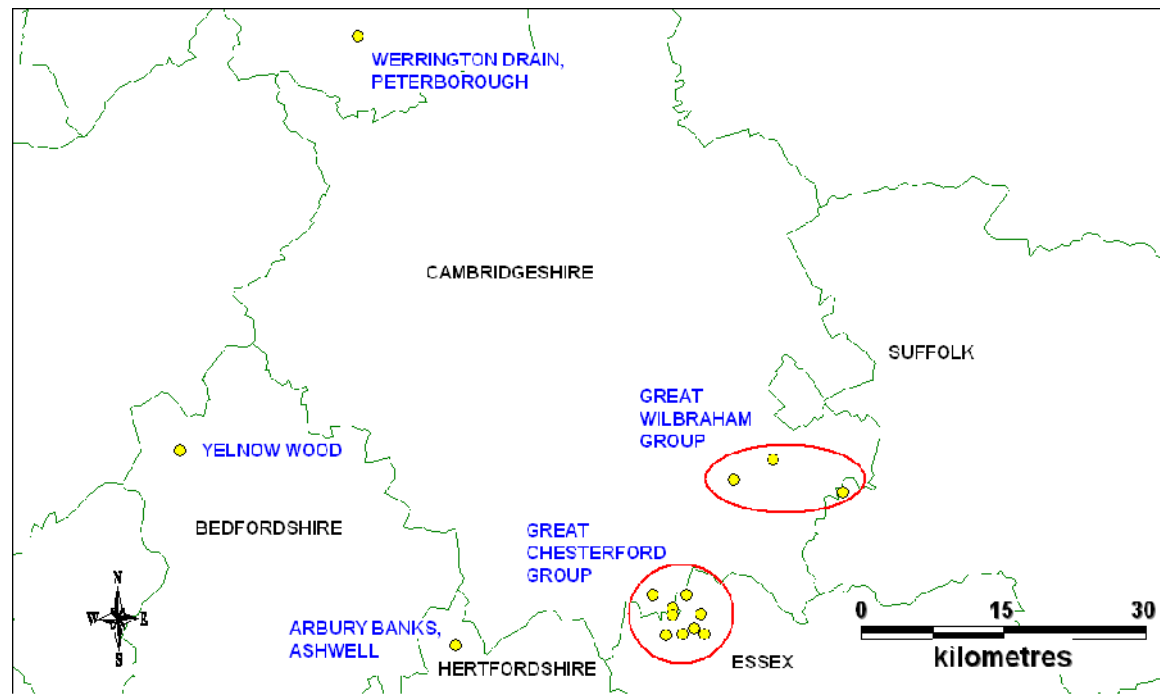 WERRINGTON DRAIN,
PETERBOROUGH
CAMBRIDGESHIRE
SUFFOLK
GREAT
WILBRAHAM
GROUP
YELNOW WOOD
BEDFORDSHIRE
GREAT
CHESTERFORD
GROUP
N
W E
S
ARBURY BANKS,
ASHWELL
HERTFORDSHIRE
ESSEX
0 15 30
kilometres